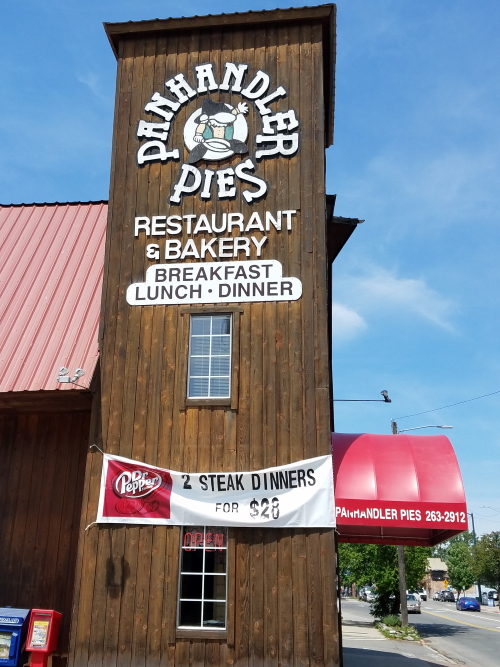 PANHANDLER
PIES
RESTAURANT
& BAKERY
BREAKFAST
LUNCH · DINNER
Dr Pepper
2 STEAK DINNERS
FOR $28
PANHANDLER PIES 263-2912
OPEN